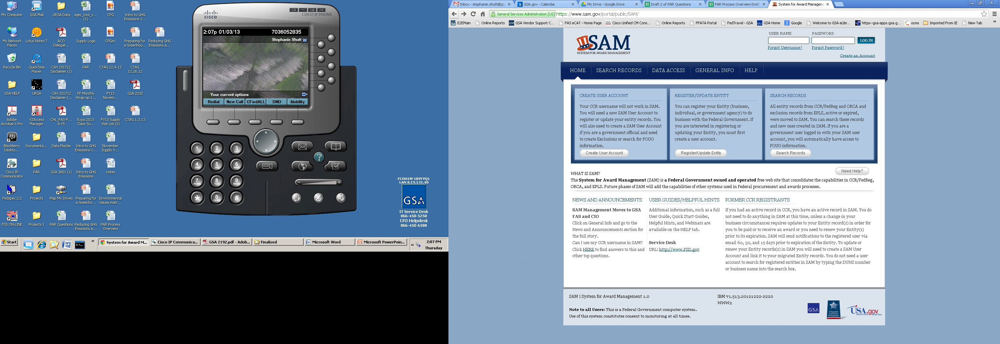 My Computer
GSA Mail
URSA Data
sgec_tool_v...
(1)
CPG
Intro to GHG
Emissions-1...
My Network
Places
Lotus Notes 7
ACO
Delegat...
Supply Logic
CPGex
Preparing for
a Greenhou...
Reducing GHG
Emissions a...
Recycle Bin
QuickTime
Player
CAV 101712
Disclaimer (1)
PAR
CTAG 12.4.12
CTAG
12.26.12
GSA HELP
URSA
CAV 101712
Disclaimer (...
FF Monthly
Wrap-up 1...
FY13
Novem...
GSA 2192
Adobe
Acrobat X Pro
VZAccess
Manager
CHL_FAS-F...
8-15
Expo 2013
Class Su...
FY13 Supply
Visit List (2)
CTAG 1.3.13
BlackBerry
Deskto...
Documenta...
Data Maybe
Intro to GHG
Emissions-1...
November
Supply V...
Cisco IP
Communicator
PAR
GSA 3601 (1)
Intro to GHG
Emissions
notes
Fedspec 2.2
Projects
Map My Drives
Preparing for
a Greenho...
Environmental
clause matr...
FSS ON-LINE
Projects 1
PAR Questions
Reducing GHG
Emissions a...
PAR Process
Overview
CISCO
CISCO IP PHONE
2:07p 01/03/13 7036052835
Stephanie Shutt
Your current options
Redial New Call CFwdALL DND Mobility
1 2 ABC 3 DEF
4 GHI 5 JKL 6 MNO
7 PQRS 8 TUV 9 WXYZ
* 0 OPER #
?
FCOH1W-1BYFYQ1
LAN 8.15.131.40
GSA
IT Service Desk
866-450-5250
CFO Helpdesk
866-450-6588
Start
System for Award M...
Cisco IP Communica...
GSA 2192.pdf - Adob...
Finalized
Microsoft Word
Microsoft PowerPoin...
2:07 PM
Thursday
Inbox - stephanie.shutt@gs
GSA.gov - Calendar
My Drive - Google Drive
Draft 2 of PAR Questions
PAR Process Overview Draft
System for Award Managem
General Services Administration [US] https://www.sam.gov/portal/public/SAM/
E2EMain
Online Reports
GSA Vendor Support C...
FAS eCAT - Home Page
Cisco Unified CM Cons...
Online Reports
FFATA Portal
FedTravel - GSA
GSA Home
Google
Welcome to GSA eLibr...
https--gsa-apps.gsa.g...
ocms
Imported From IE
New Tab
SAM
SYSTEM FOR AWARD MANAGEMENT
USER NAME PASSWORD
LOG IN
Forgot Username? Forgot Password?
Create an Account
HOME SEARCH RECORDS DATA ACCESS GENERAL INFO HELP
CREATE USER ACCOUNT
Your CCR username will not work in SAM.
You will need a new SAM User Account to
register or update your entity records. You
will also need to create a SAM User Account
if you are a government official and need
to create Exclusions or search for FOUO
information.
Create User Account
REGISTER/UPDATE ENTITY
You can register your Entity (business,
individual, or government agency) to do
business with the Federal Government. If
you are interested in registering or
updating your Entity, you must first
create a user account.
Register/Update Entity
SEARCH RECORDS
All entity records from CCR/FedReg and ORCA and
exclusion records from EPLS, active or expired,
were moved to SAM. You can search these records
and new ones created in SAM. If you are a
government user logged in with your SAM user
account, you will automatically have access to
FOUO information.
Search Records
Need Help?
WHAT IS SAM?
The System for Award Management (SAM) is a Federal Government owned and operated free web site that consolidates the capabilities in CCR/FedReg,
ORCA, and EPLS. Future phases of SAM will add the capabilities of other systems used in Federal procurement and awards processes.
NEWS AND ANNOUNCEMENTS
SAM Management Moves to GSA
FAS and CIO
Click on General Info and go to the
News and Announcements section for
the full story.
Can I use my CCR username in SAM?
Click HERE to find answers to this and
other top questions.
USER GUIDES/HELPFUL HINTS
Additional information, such as a full
User Guide, Quick Start Guides,
Helpful Hints, and Webinars are
available on the HELP tab.
Service Desk
URL: http://www.FSD.gov
FORMER CCR REGISTRANTS
If you had an active record in CCR, you have an active record in SAM. You do
not need to do anything in SAM at this time, unless a change in your
business circumstances requires updates to your Entity record(s) in order for
you to be paid or to receive an award or you need to renew your Entity(s)
prior to its expiration. SAM will send notifications to the registered user via
email 60, 30, and 15 days prior to expiration of the Entity. To update or
renew your Entity records(s) in SAM you will need to create a SAM User
Account and link it to your migrated Entity records. You do not need a user
account to search for registered entities in SAM by typing the DUNS number
or business name into the search box.
SAM | System for Award Management 1.0
IBM v1.513.20121222-2220
WWW2
Note to all Users: This is a Federal Government computer system.
Use of this system constitutes consent to monitoring at all times.
GSA
Integrated
Acquisition
Environment
USA.gov
Government Made Easy